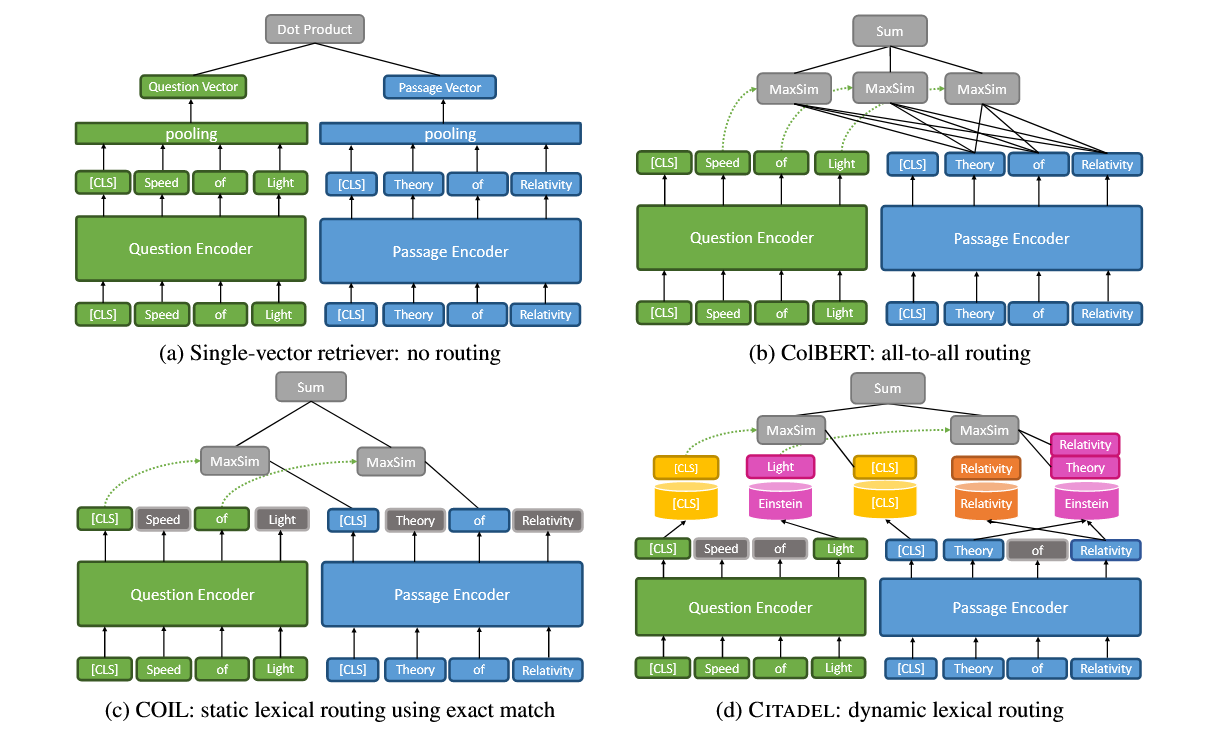 Dot Product
Question Vector
Passage Vector
pooling
pooling
[CLS] Speed of Light
[CLS] Theory of Relativity
Question Encoder
Passage Encoder
[CLS] Speed of Light
[CLS] Theory of Relativity
(a) Single-vector retriever: no routing
Sum
MaxSim MaxSim MaxSim
[CLS] Speed of Light
[CLS] Theory of Relativity
Question Encoder
Passage Encoder
[CLS] Speed of Light
[CLS] Theory of Relativity
(b) ColBERT: all-to-all routing
Sum
MaxSim MaxSim
[CLS] Speed of Light
[CLS] Theory of Relativity
Question Encoder
Passage Encoder
[CLS] Speed of Light
[CLS] Theory of Relativity
(c) COIL: static lexical routing using exact match
Sum
MaxSim MaxSim
Relativity
[CLS] Light [CLS] Relativity Theory
[CLS] Einstein [CLS] Relativity Einstein
[CLS] Speed of Light
[CLS] Theory of Relativity
Question Encoder
Passage Encoder
[CLS] Speed of Light
[CLS] Theory of Relativity
(d) CITADEL: dynamic lexical routing